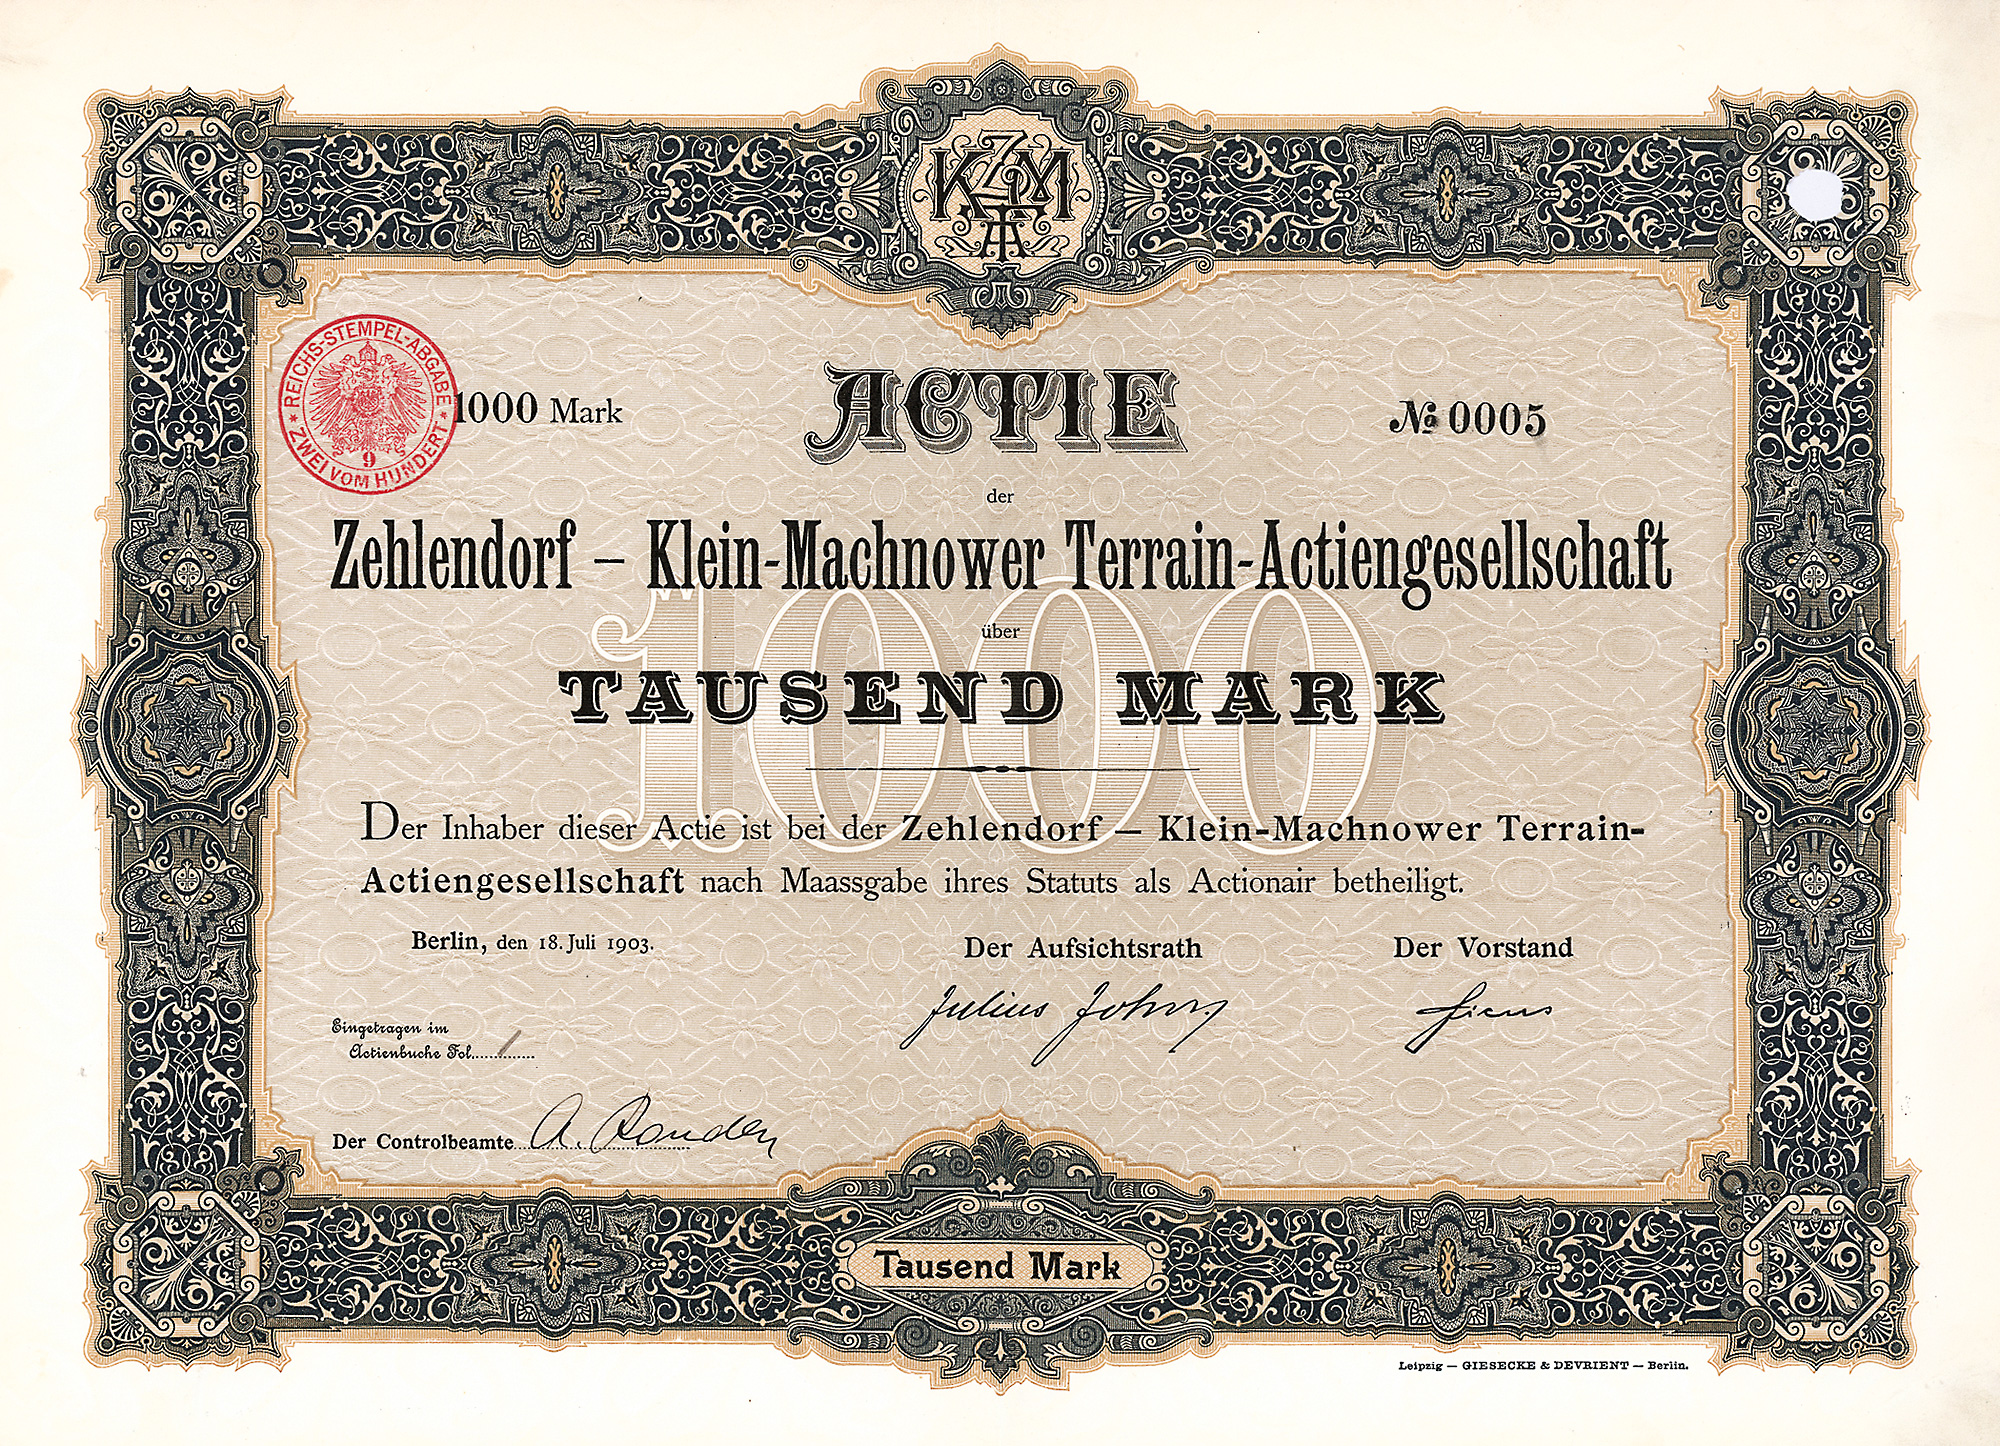 KZMTAG
REICHS-STEMPEL-ABGABE
* ZWEI VOM HUNDERT *
9
1000 Mark
ACTIE
№ 0005
der
Zehlendorf – Klein-Machnower Terrain-Actiengesellschaft
über
1000
TAUSEND MARK
Der Inhaber dieser Actie ist bei der Zehlendorf – Klein-Machnower Terrain-
Actiengesellschaft nach Maassgabe ihres Statuts als Actionair betheiligt.
Berlin, den 18. Juli 1903.
Der Aufsichtsrath
Der Vorstand
Julius
Eingetragen im
Actienbuche Fol. 1
Der Controlbeamte A.
Tausend Mark
Leipzig – GIESECKE & DEVRIENT – Berlin.